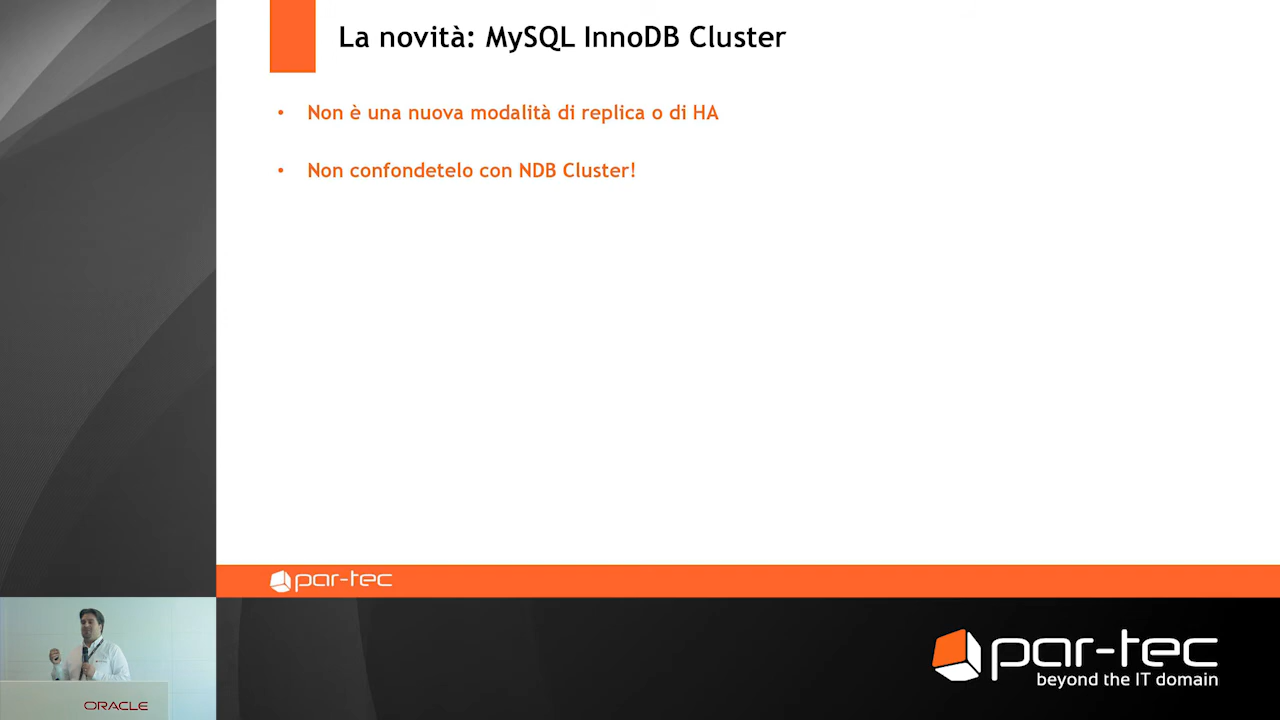 La novità: MySQL InnoDB Cluster
• Non è una nuova modalità di replica o di HA
• Non confondetelo con NDB Cluster!
par-tec
ORACLE
par-tec
beyond the IT domain